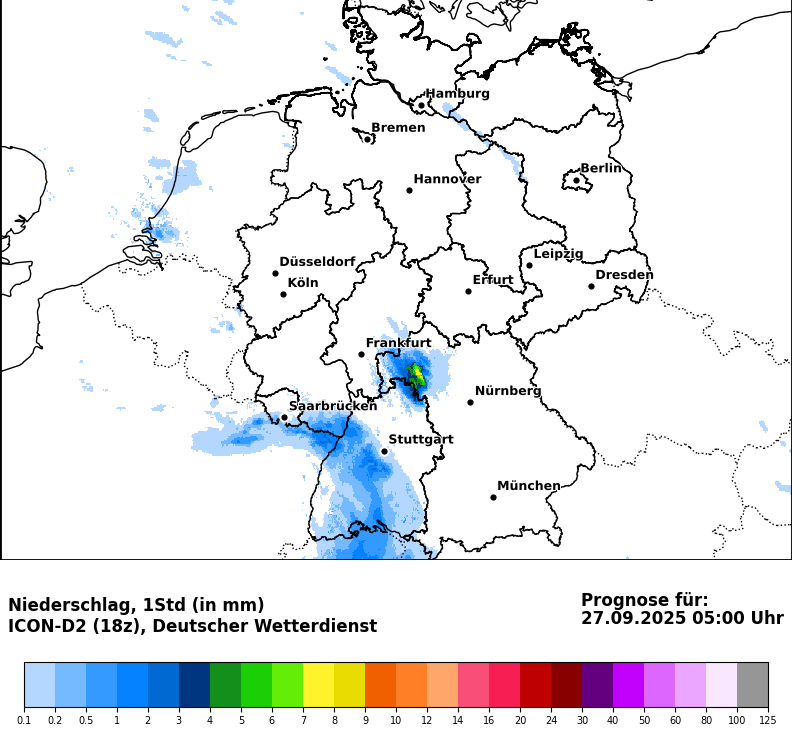 Hamburg
Bremen
Berlin
Hannover
Leipzig
Düsseldorf
Dresden
Köln
Erfurt
Frankfurt
Nürnberg
Saarbrücken
Stuttgart
München
Niederschlag, 1Std (in mm)
ICON-D2 (18z), Deutscher Wetterdienst
Prognose für:
27.09.2025 05:00 Uhr
0.1 0.2 0.5 1 2 3 4 5 6 7 8 9 10 12 14 16 20 24 30 40 50 60 80 100 125